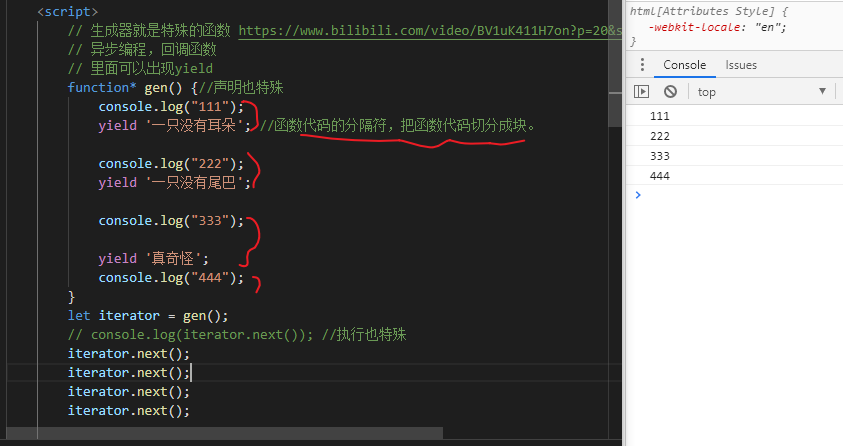 <script>
// 生成器就是特殊的函数 https://www.bilibili.com/video/BV1uK411H7on?p=20&s
// 异步编程，回调函数
// 里面可以出现yield
function* gen() {//声明也特殊
console.log("111");
yield '一只没有耳朵'; //函数代码的分隔符，把函数代码切分成块。
console.log("222");
yield '一只没有尾巴';
console.log("333");
yield '真奇怪';
console.log("444");
}
let iterator = gen();
// console.log(iterator.next()); //执行也特殊
iterator.next();
iterator.next();
iterator.next();
iterator.next();
html[Attributes Style] {
-webkit-locale: "en";
}
Console Issues
top
111
222
333
444